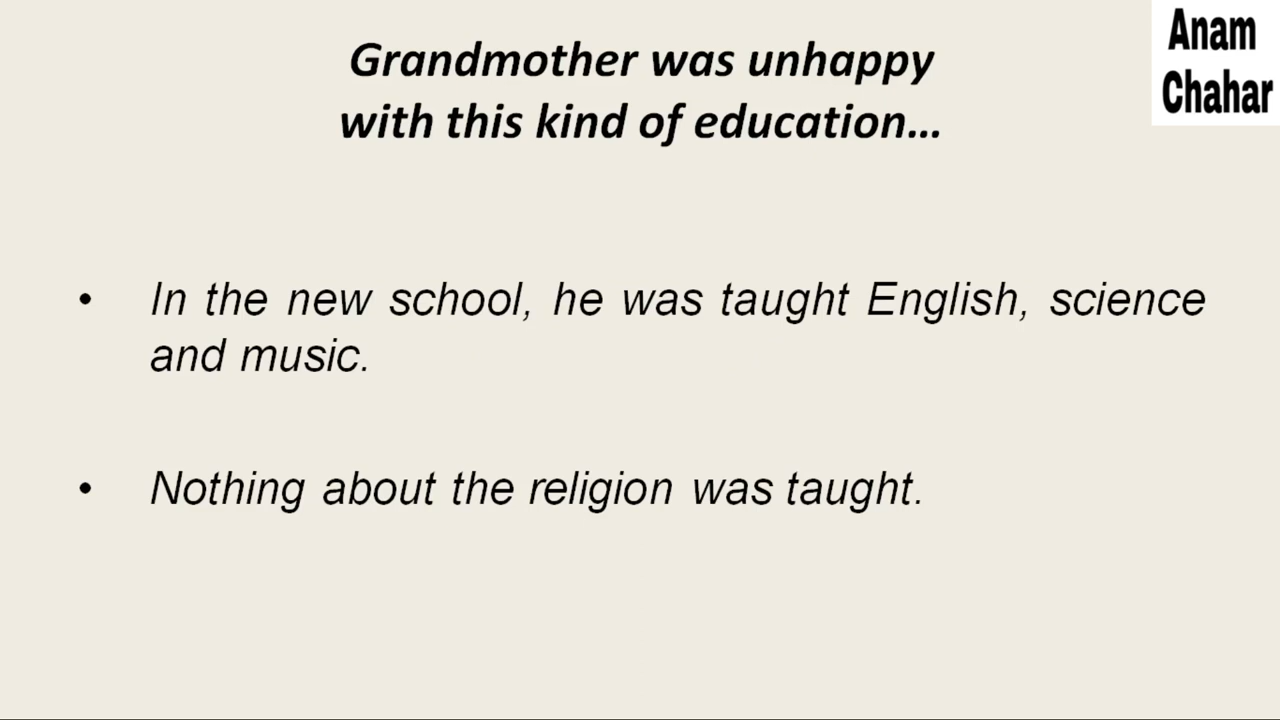 Grandmother was unhappy
with this kind of education...
Anam
Chahar
• In the new school, he was taught English, science
and music.
• Nothing about the religion was taught.